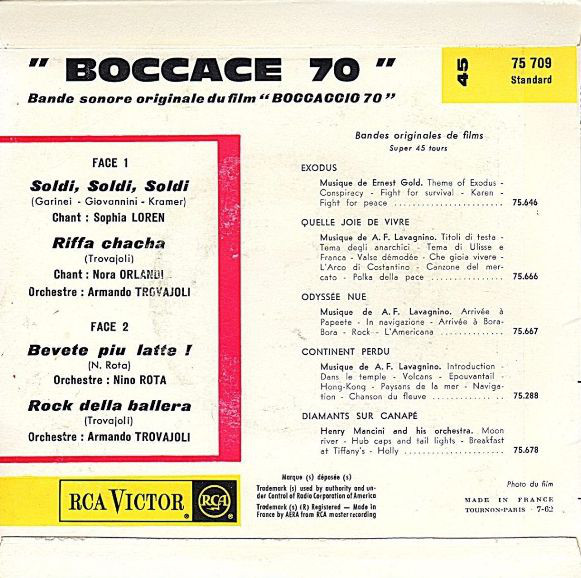 " BOCCACE 70 "
Bande sonore originale du film "BOCCACCIO 70"
45
75 709
Standard
FACE 1
Soldi, Soldi, Soldi
(Garinei - Giovannini - Kramer)
Chant : Sophia LOREN
Riffa chacha
(Trovajoli)
Chant : Nora ORLANDI
Orchestre : Armando TROVAJOLI
FACE 2
Bevete piu latte !
(N. Rota)
Orchestre : Nino ROTA
Rock della ballera
(Trovajoli)
Orchestre : Armando TROVAJOLI
Bandes originales de films
Super 45 tours
EXODUS
Musique de Ernest Gold. Theme of Exodus -
Conspiracy - Fight for survival - Karen -
Fight for peace ........................ 75.646
QUELLE JOIE DE VIVRE
Musique de A. F. Lavagnino. Titoli di testa -
Tema degli anarchici - Tema di Ulisse e
Franca - Valse démodée - Che gioia vivere -
L'Arco di Costantino - Canzone del mer-
cato - Polka della pace .................. 75.666
ODYSSÉE NUE
Musique de A. F. Lavagnino. Arrivée à
Papeete - In navigazione - Arrivée à Bora-
Bora - Rock - L'Americana ............... 75.667
CONTINENT PERDU
Musique de A. F. Lavagnino. Introduction -
Dans le temple - Volcans - Epouvantail -
Hong-Kong - Paysans de la mer - Naviga-
tion - Chanson du fleuve ................. 75.288
DIAMANTS SUR CANAPÉ
Henry Mancini and his orchestra. Moon
river - Hub caps and tail lights - Breakfast
at Tiffany's - Holly ..................... 75.678
RCA VICTOR
RCA
Marque (s) déposée (s)
Trademark (s) used by authority and un-
der Control of Radio Corporation of America
Trademark (s) (R) Registered — Made in
France by AERA from RCA master recording
Photo du film
MADE IN FRANCE
TOURNON-PARIS - 7-62